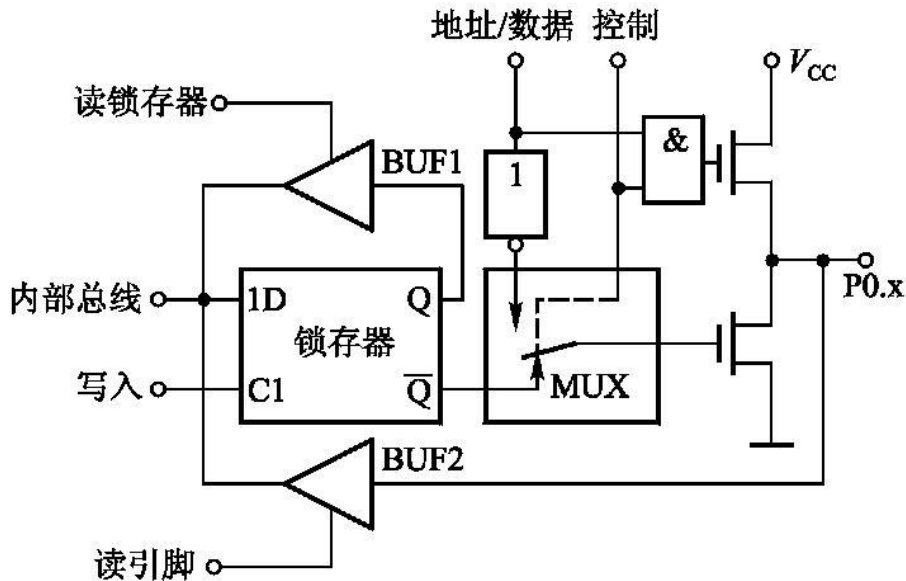 地址/数据 控制
V_CC
读锁存器
BUF1
1
&
内部总线
1D
Q
锁存器
P0.x
写入
C1
Q̅
MUX
BUF2
读引脚